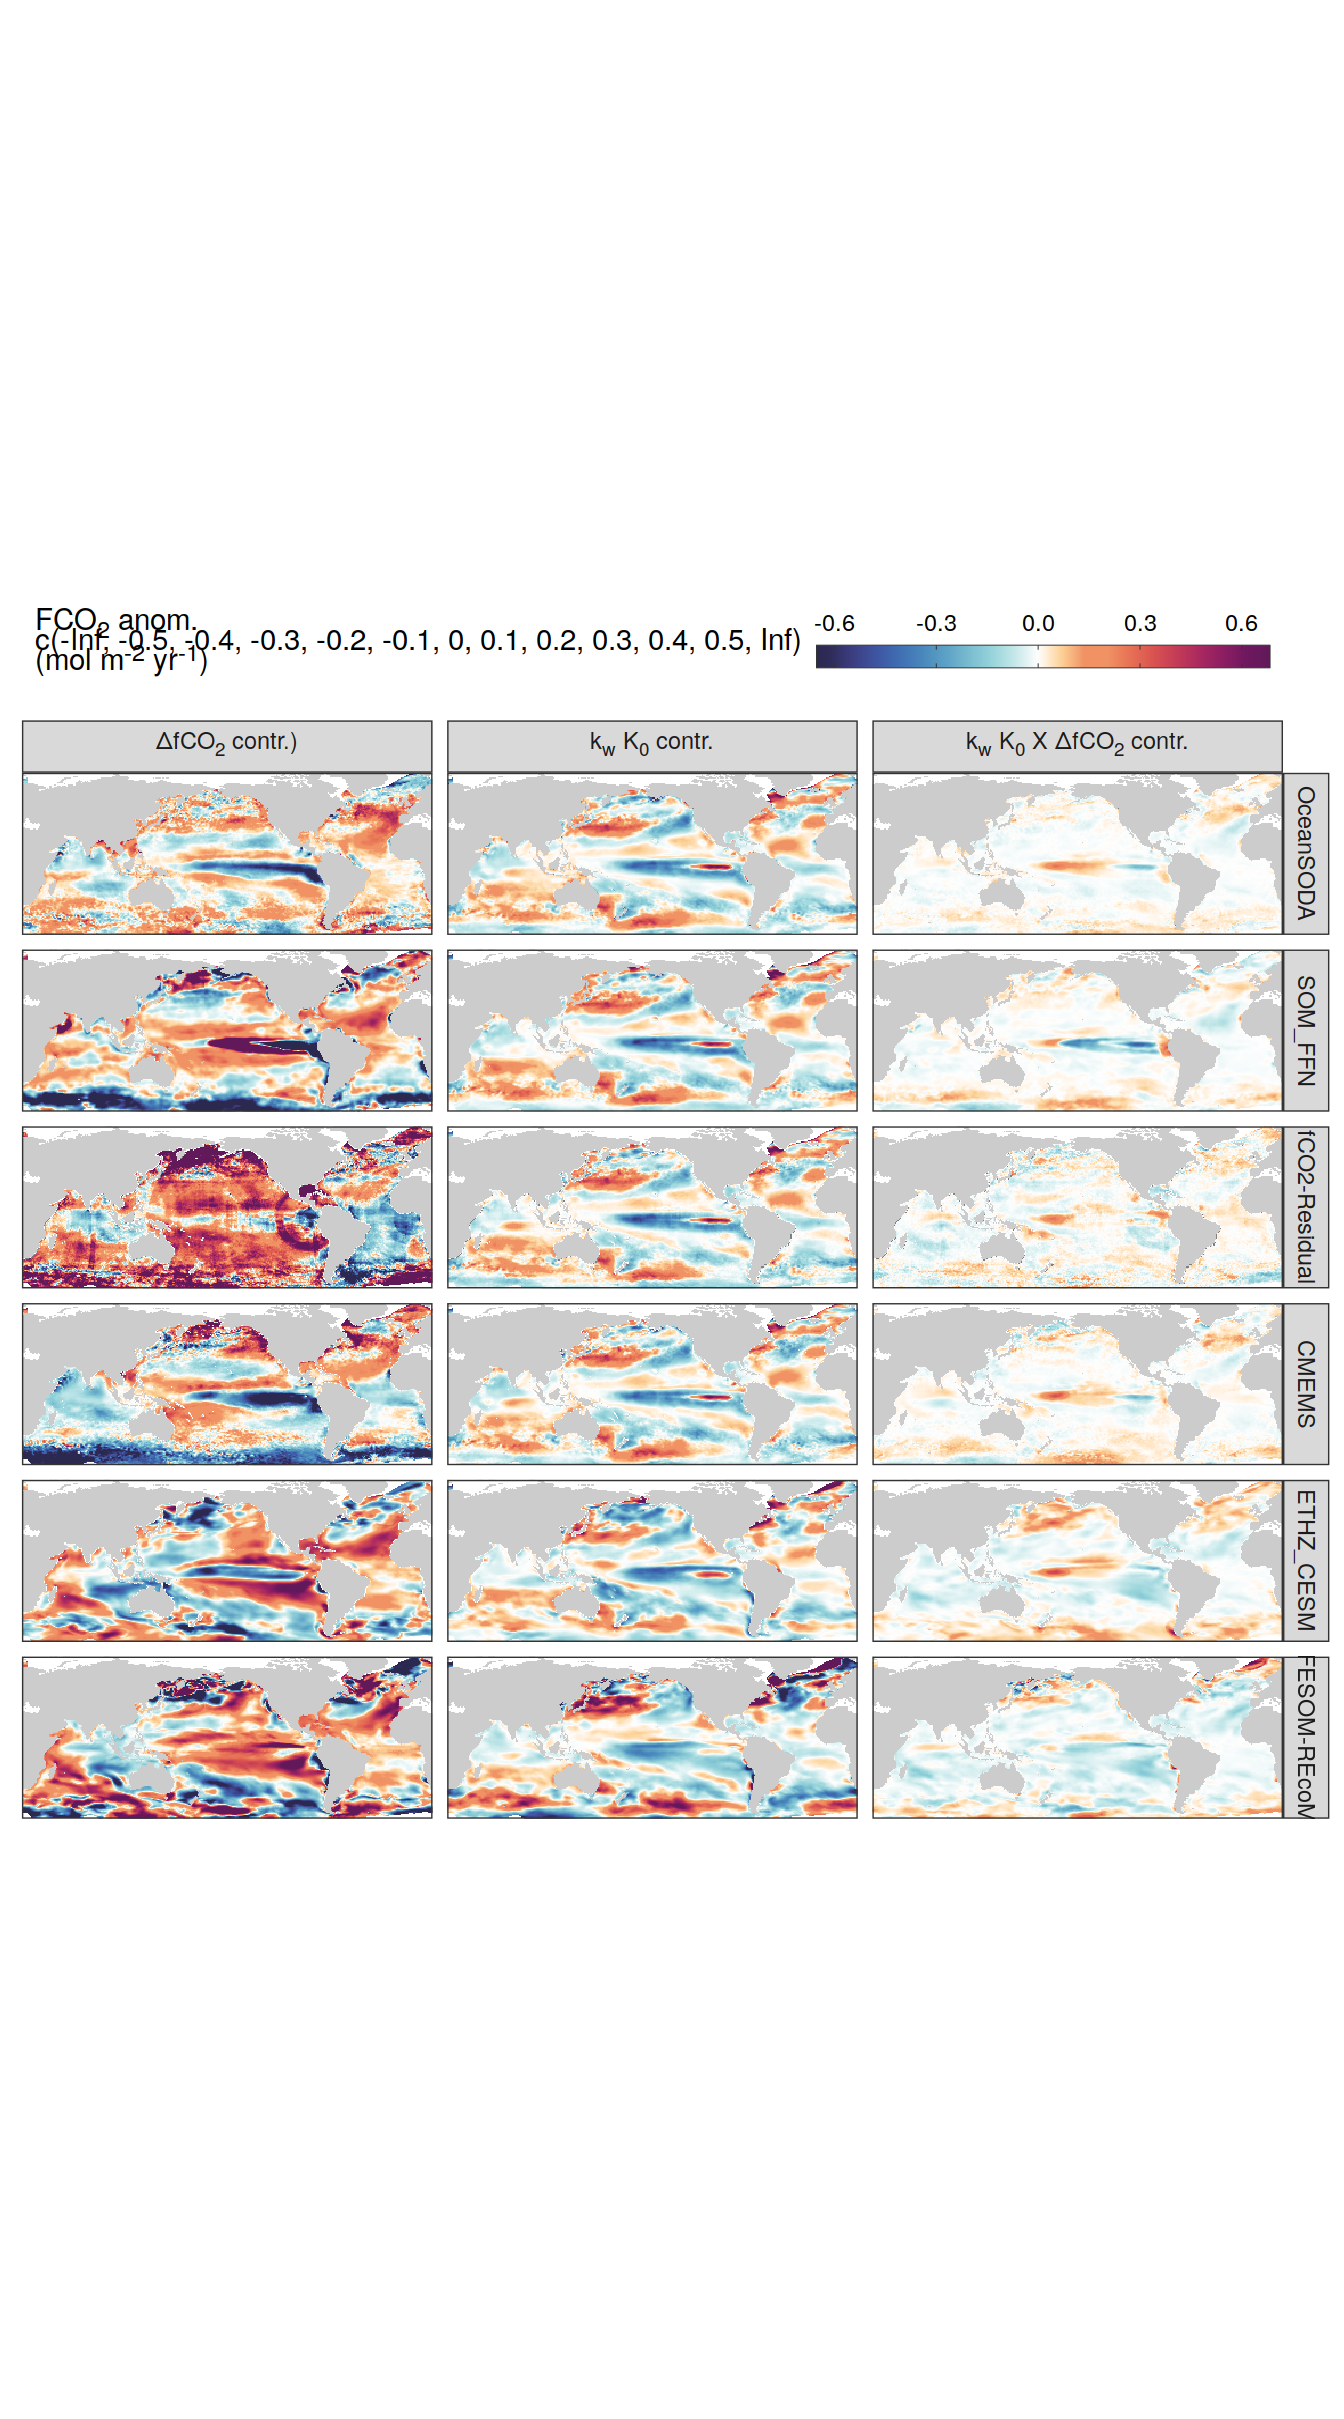 FCO2 anom.
c(-Inf, -0.5, -0.4, -0.3, -0.2, -0.1, 0, 0.1, 0.2, 0.3, 0.4, 0.5, Inf)
(mol m-2 yr-1)
-0.6 -0.3 0.0 0.3 0.6
ΔfCO2 contr.) kw K0 contr. kw K0 X ΔfCO2 contr.
OceanSODA
SOM_FFN
fCO2-Residual
CMEMS
ETHZ_CESM
FESOM-REcoM